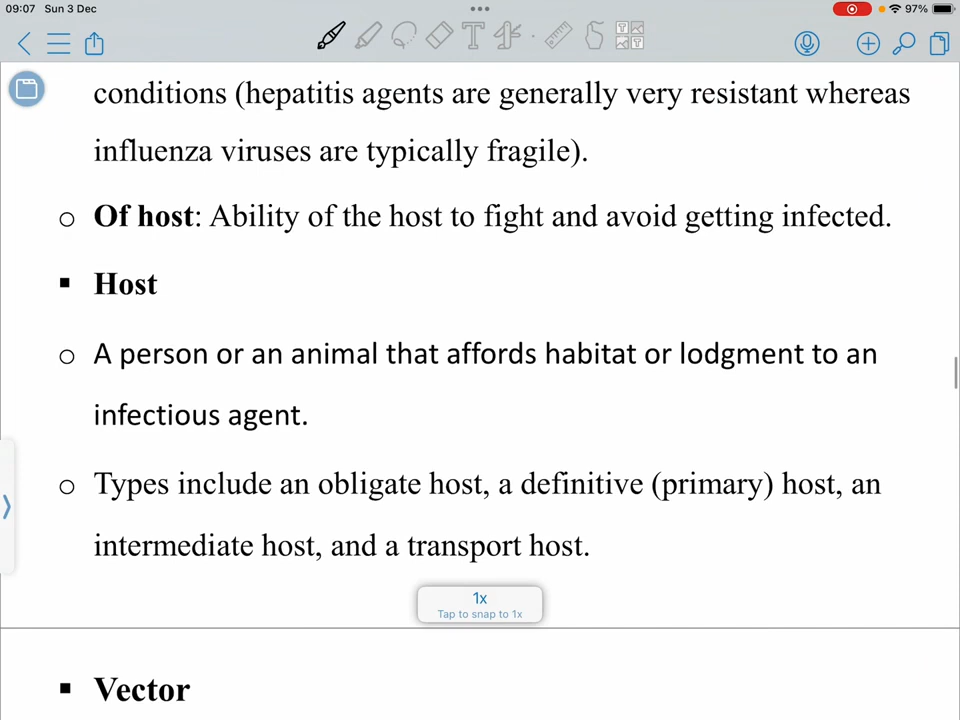 09:07 Sun 3 Dec
97%
T
conditions (hepatitis agents are generally very resistant whereas
influenza viruses are typically fragile).
o Of host: Ability of the host to fight and avoid getting infected.
▪ Host
o A person or an animal that affords habitat or lodgment to an
infectious agent.
o Types include an obligate host, a definitive (primary) host, an
intermediate host, and a transport host.
1x
Tap to snap to 1x
▪ Vector